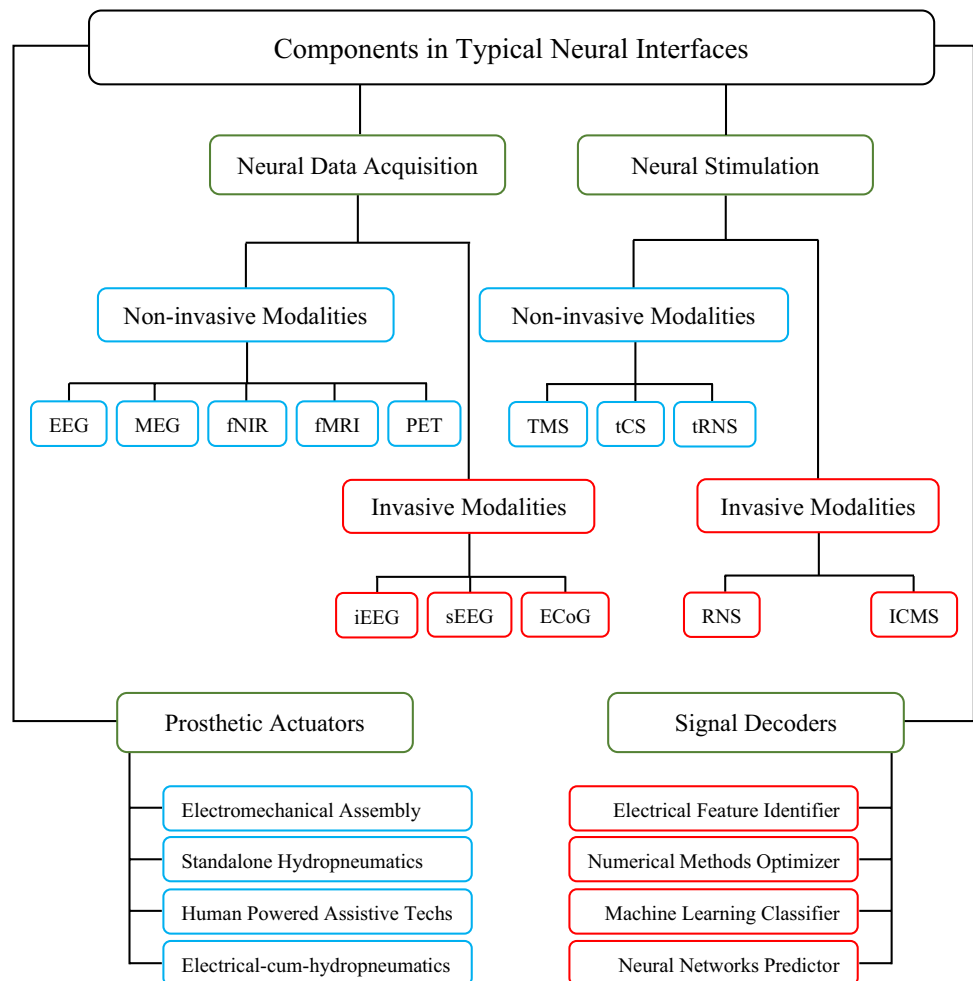 Components in Typical Neural Interfaces
Neural Data Acquisition
Neural Stimulation
Non-invasive Modalities
Non-invasive Modalities
EEG
MEG
fNIR
fMRI
PET
TMS
tCS
tRNS
Invasive Modalities
Invasive Modalities
iEEG
sEEG
ECoG
RNS
ICMS
Prosthetic Actuators
Signal Decoders
Electromechanical Assembly
Standalone Hydropneumatics
Human Powered Assistive Techs
Electrical-cum-hydropneumatics
Electrical Feature Identifier
Numerical Methods Optimizer
Machine Learning Classifier
Neural Networks Predictor